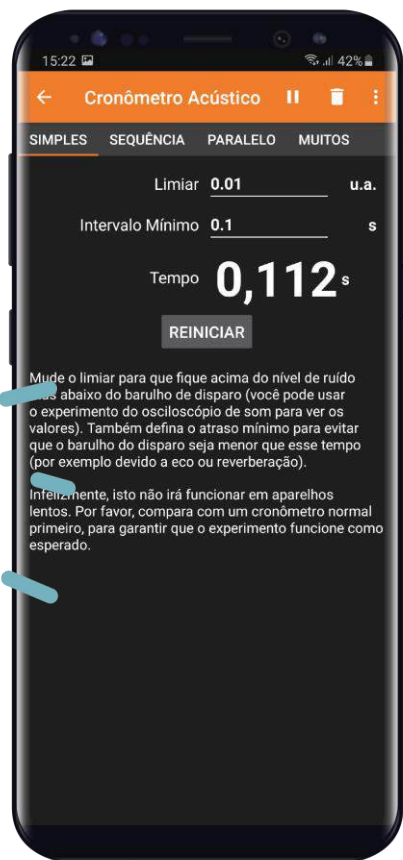 15:22 42%
Cronômetro Acústico
SIMPLES SEQUÊNCIA PARALELO MUITOS
Limiar 0.01 u.a.
Intervalo Mínimo 0.1 s
Tempo 0,112 s
REINICIAR
Mude o limiar para que fique acima do nível de ruído
abaixo do barulho de disparo (você pode usar
o experimento do osciloscópio de som para ver os
valores). Também defina o atraso mínimo para evitar
que o barulho do disparo seja menor que esse tempo
(por exemplo devido a eco ou reverberação).
Infelizmente, isto não irá funcionar em aparelhos
lentos. Por favor, compara com um cronômetro normal
primeiro, para garantir que o experimento funcione como
esperado.